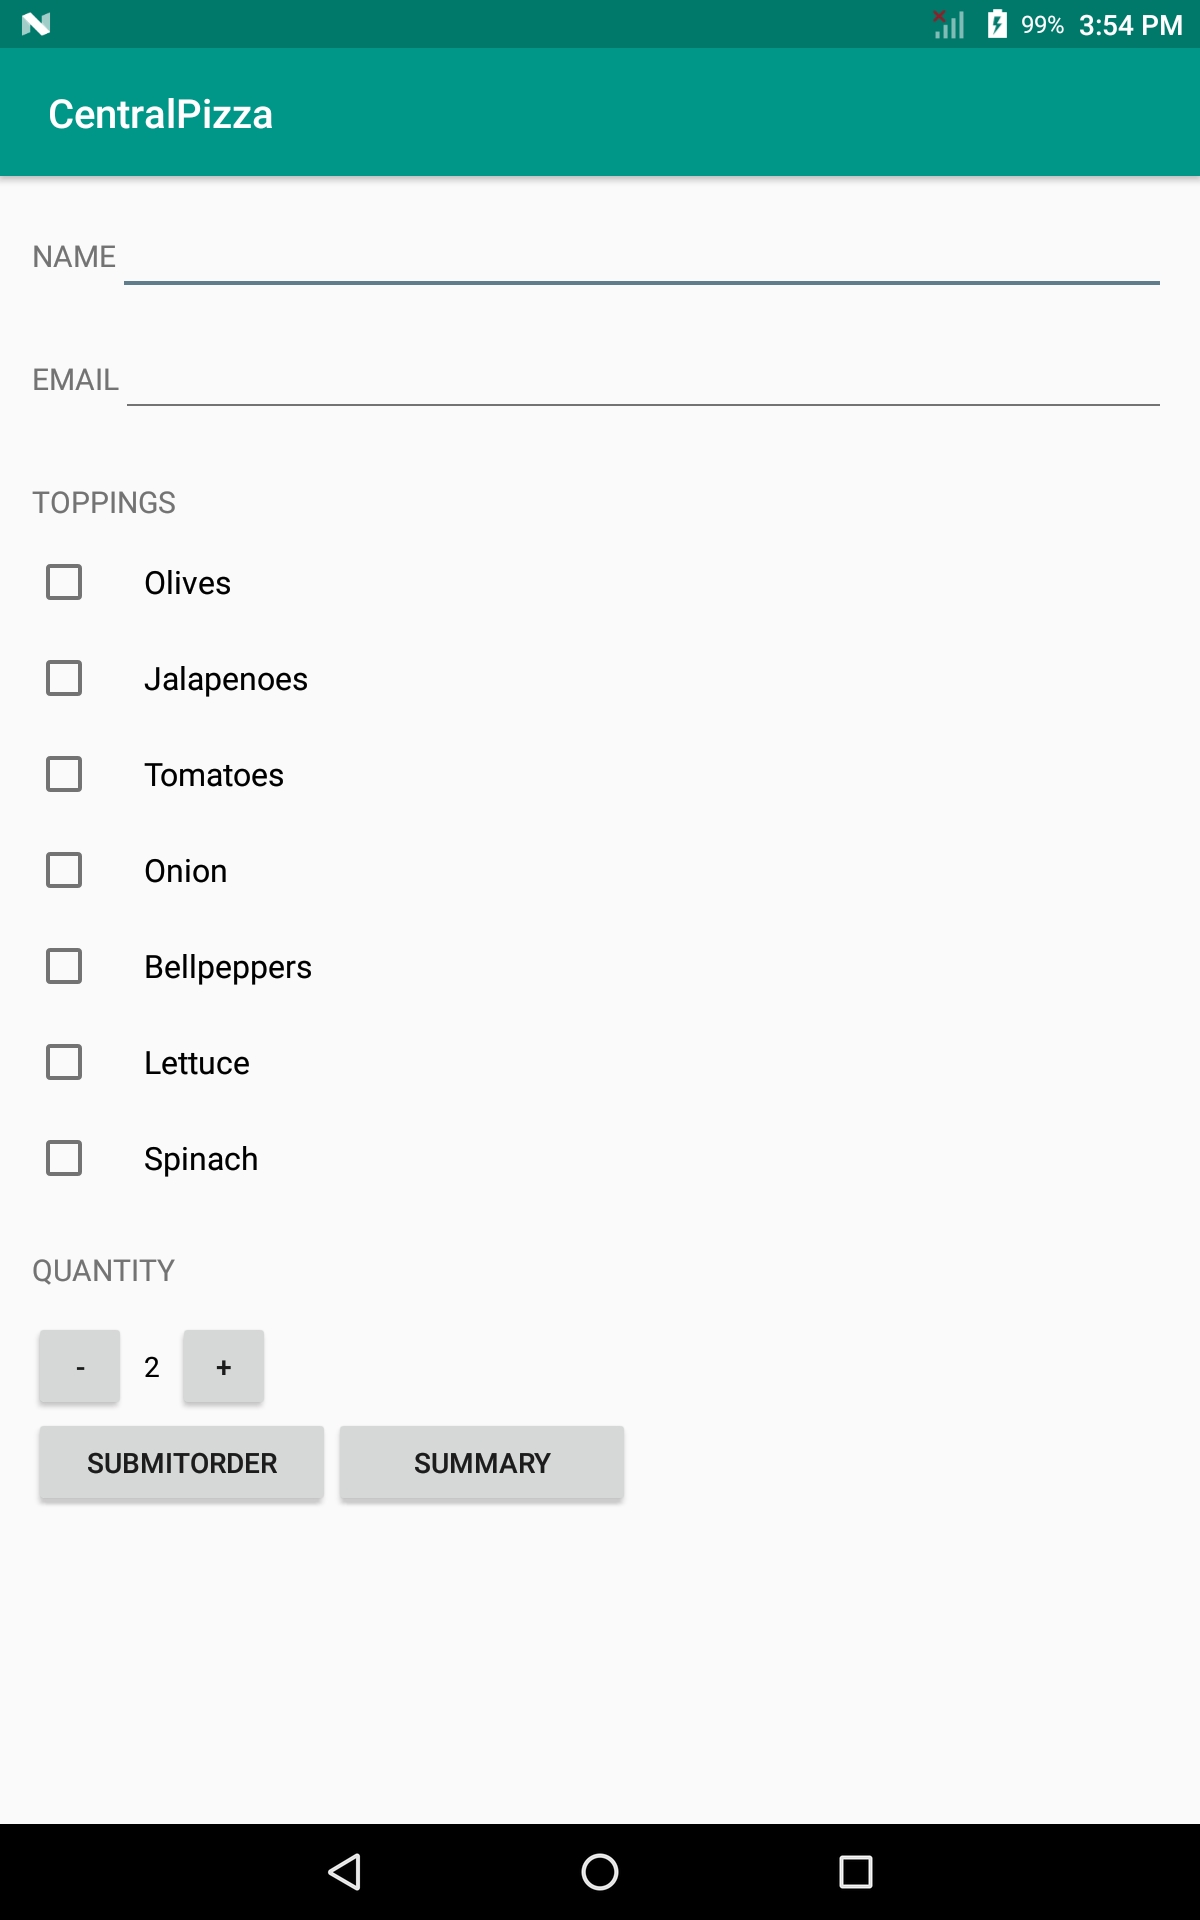 99% 3:54 PM
CentralPizza
NAME
EMAIL
TOPPINGS
Olives
Jalapenoes
Tomatoes
Onion
Bellpeppers
Lettuce
Spinach
QUANTITY
- 2 +
SUBMITORDER SUMMARY